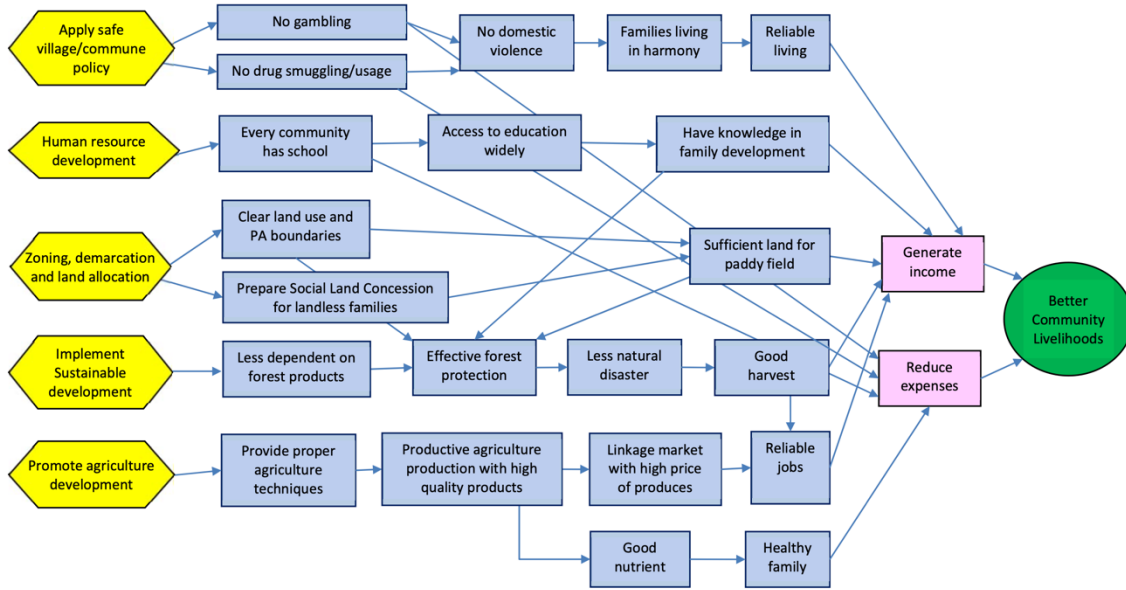 Apply safe
village/commune
policy
No gambling
No drug smuggling/usage
No domestic
violence
Families living
in harmony
Reliable
living
Human resource
development
Every community
has school
Access to education
widely
Have knowledge in
family development
Zoning, demarcation
and land allocation
Clear land use and
PA boundaries
Prepare Social Land Concession
for landless families
Sufficient land for
paddy field
Generate
income
Better
Community
Livelihoods
Implement
Sustainable
development
Less dependent on
forest products
Effective forest
protection
Less natural
disaster
Good
harvest
Reduce
expenses
Promote agriculture
development
Provide proper
agriculture
techniques
Productive agriculture
production with high
quality products
Linkage market
with high price
of produces
Reliable
jobs
Good
nutrient
Healthy
family